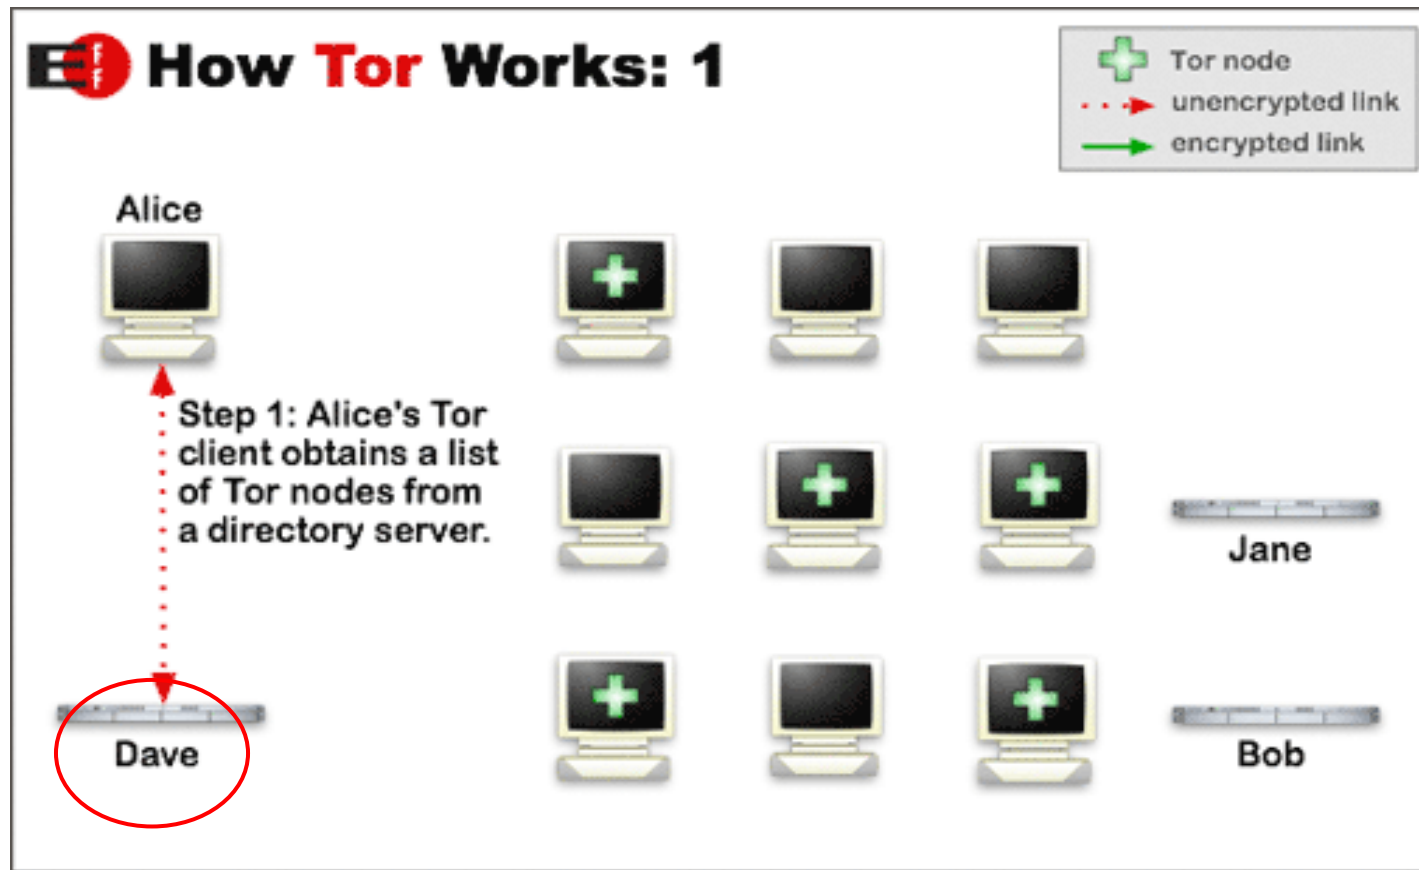 EFF How Tor Works: 1
Tor node
unencrypted link
encrypted link
Alice
Step 1: Alice's Tor
client obtains a list
of Tor nodes from
a directory server.
Jane
Dave
Bob